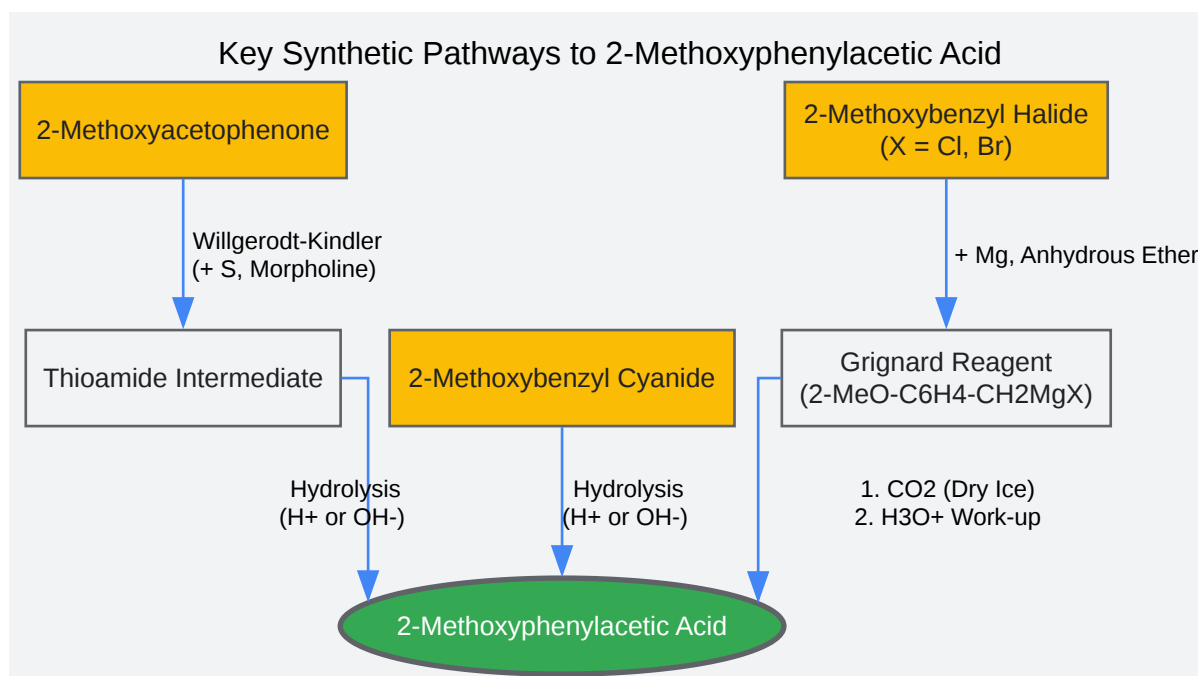 Key Synthetic Pathways to 2-Methoxyphenylacetic Acid
2-Methoxyacetophenone
2-Methoxybenzyl Halide
(X = Cl, Br)
Willgerodt-Kindler
(+ S, Morpholine)
+ Mg, Anhydrous Ether
Thioamide Intermediate
2-Methoxybenzyl Cyanide
Grignard Reagent
(2-MeO-C6H4-CH2MgX)
Hydrolysis
(H+ or OH-)
Hydrolysis
(H+ or OH-)
1. CO2 (Dry Ice)
2. H3O+ Work-up
2-Methoxyphenylacetic Acid